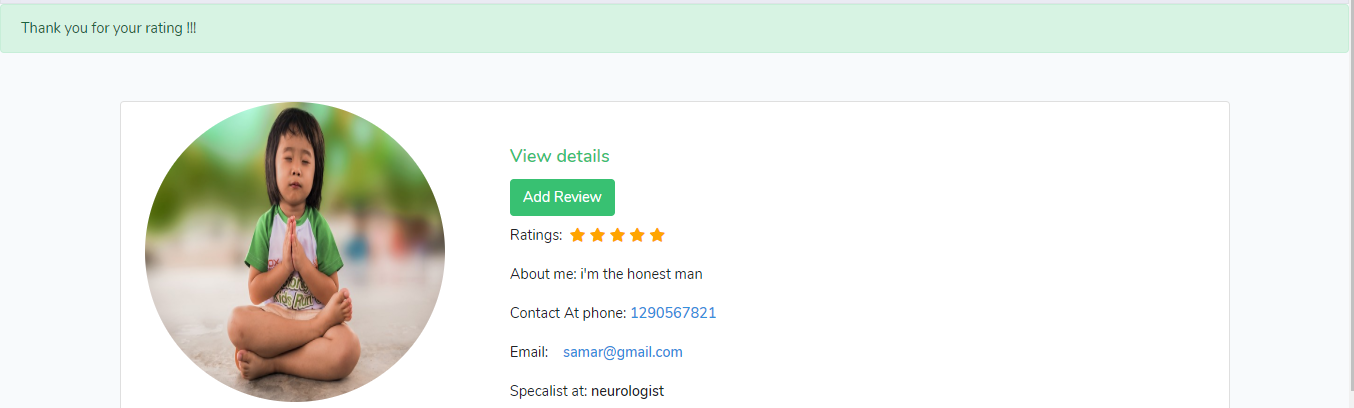 Thank you for your rating !!!
View details
Add Review
Ratings:
About me: i'm the honest man
Contact At phone: 1290567821
Email: samar@gmail.com
Specalist at: neurologist